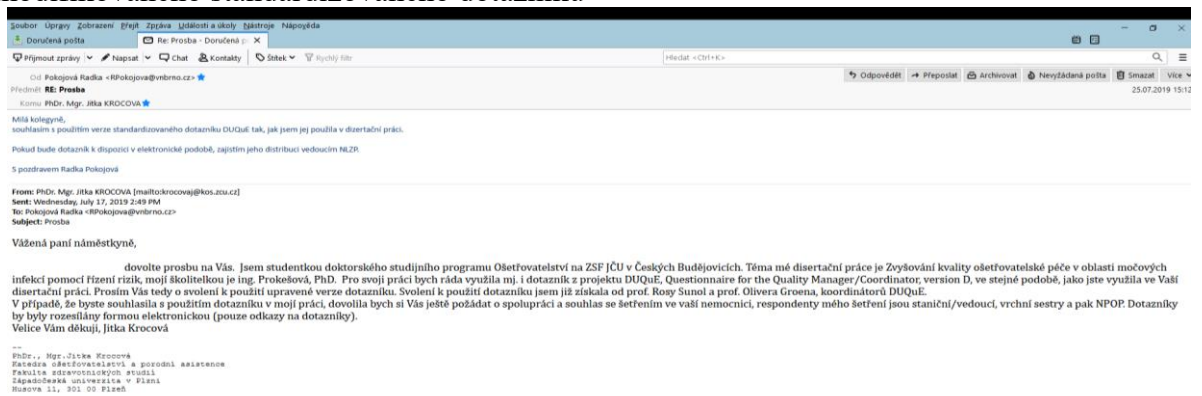 Soubor Úpravy Zobrazení Přejít Zpráva Události a úkoly Nástroje Nápověda
Doručená pošta Re: Prosba - Doručená p
Přijmout zprávy Napsat Chat Kontakty Štítek Rychlý filtr Hledat <Ctrl+K>
Od Pokojová Radka <RPokojova@vnbrno.cz> Odpovědět Přeposlat Archivovat Nevyžádaná pošta Smazat Více
Předmět RE: Prosba 25.07.2019 15:12
Komu PhDr. Mgr. Jitka KROCOVA
Milá kolegyně,
souhlasím s použitím verze standardizovaného dotazníku DUQuE tak, jak jsem jej použila v dizertační práci.
Pokud bude dotazník k dispozici v elektronické podobě, zajistím jeho distribuci vedoucím NLZP.
S pozdravem Radka Pokojová
From: PhDr. Mgr. Jitka KROCOVA [mailto:krocovaj@kos.zcu.cz]
Sent: Wednesday, July 17, 2019 2:49 PM
To: Pokojová Radka <RPokojova@vnbrno.cz>
Subject: Prosba
Vážená paní náměstkyně,
dovolte prosbu na Vás. Jsem studentkou doktorského studijního programu Ošetřovatelství na ZSF JČU v Českých Budějovicích. Téma mé disertační práce je Zvyšování kvality ošetřovatelské péče v oblasti močových
infekcí pomocí řízení rizik, mojí školitelkou je ing. Prokešová, PhD. Pro svoji práci bych ráda využila mj. i dotazník z projektu DUQuE, Questionnaire for the Quality Manager/Coordinator, version D, ve stejné podobě, jako jste využila ve Vaší
disertační práci. Prosím Vás tedy o svolení k použití upravené verze dotazníku. Svolení k použití dotazníku jsem již získala od prof. Rosy Sunol a prof. Olivera Groena, koordinátorů DUQuE.
V případě, že byste souhlasila s použitím dotazníku v mojí práci, dovolila bych si Vás ještě požádat o spolupráci a souhlas se šetřením ve vaší nemocnici, respondenty mého šetření jsou staniční/vedoucí, vrchní sestry a pak NPOP. Dotazníky
by byly rozesílány formou elektronickou (pouze odkazy na dotazníky).
Velice Vám děkuji, Jitka Krocová
--
PhDr., Mgr.Jitka Krocová
Katedra ošetřovatelství a porodní asistence
Fakulta zdravotnických studií
Západočeská univerzita v Plzni
Husova 11, 301 00 Plzeň